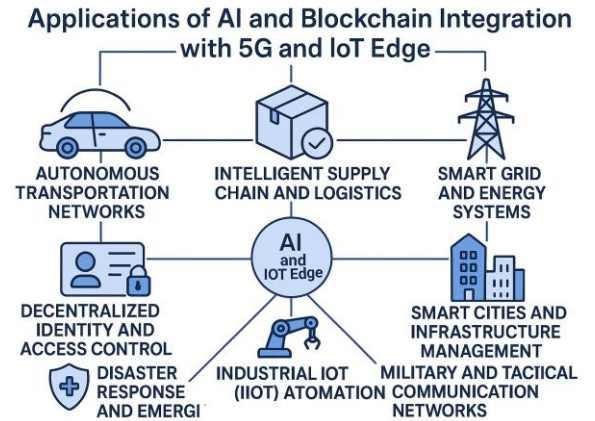 Applications of AI and Blockchain Integration
with 5G and IoT Edge
AUTONOMOUS
TRANSPORTATION
NETWORKS
INTELLIGENT SUPPLY
CHAIN AND LOGISTICS
SMART GRID
AND ENERGY
SYSTEMS
AI
and
IOT Edge
DECENTRALIZED
IDENTITY AND
ACCESS CONTROL
SMART CITIES AND
INFRASTRUCTURE
MANAGEMENT
DISASTER
RESPONSE
AND EMERGI
INDUSTRIAL IOT
(IIOT) ATOMATION
MILITARY AND TACTICAL
COMMUNICATION
NETWORKS